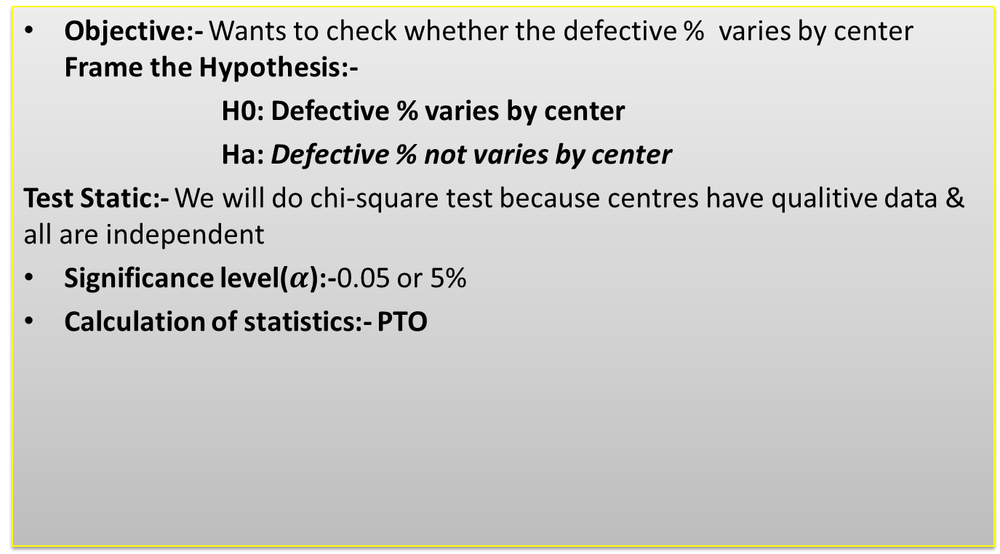 • Objective:- Wants to check whether the defective % varies by center
Frame the Hypothesis:-
H0: Defective % varies by center
Ha: Defective % not varies by center
Test Static:- We will do chi-square test because centres have qualitive data &
all are independent
• Significance level(α):-0.05 or 5%
• Calculation of statistics:- PTO